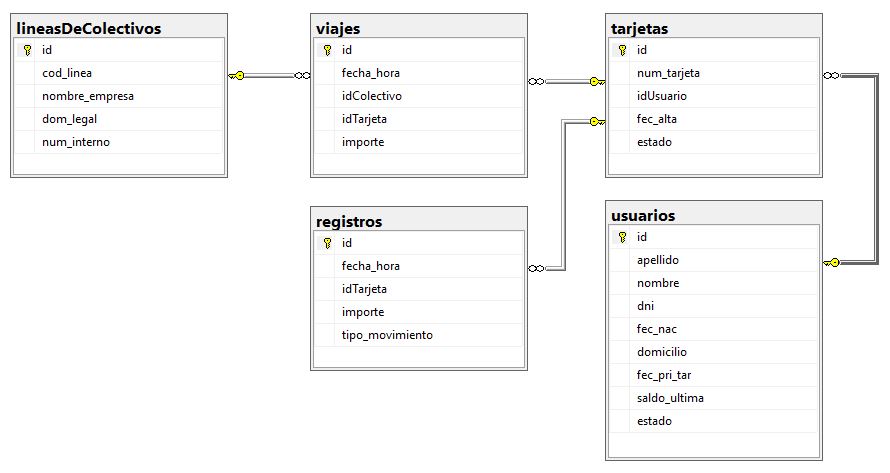 lineasDeColectivos
id
cod_linea
nombre_empresa
dom_legal
num_interno
viajes
id
fecha_hora
idColectivo
idTarjeta
importe
tarjetas
id
num_tarjeta
idUsuario
fec_alta
estado
registros
id
fecha_hora
idTarjeta
importe
tipo_movimiento
usuarios
id
apellido
nombre
dni
fec_nac
domicilio
fec_pri_tar
saldo_ultima
estado